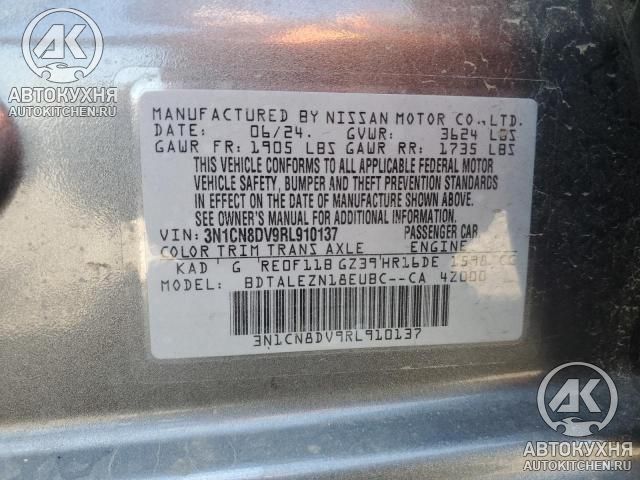 AK
АВТОКУХНЯ
AUTOKITCHEN.RU
MANUFACTURED BY NISSAN MOTOR CO.,LTD.
DATE: 06/24. GVWR: 3624 LBS
GAWR FR: 1905 LBS GAWR RR: 1735 LBS
THIS VEHICLE CONFORMS TO ALL APPLICABLE FEDERAL MOTOR
VEHICLE SAFETY, BUMPER AND THEFT PREVENTION STANDARDS
IN EFFECT ON THE DATE OF MANUFACTURE SHOWN ABOVE.
SEE OWNER'S MANUAL FOR ADDITIONAL INFORMATION.
VIN: 3N1CN8DV9RL910137 PASSENGER CAR
COLOR TRIM TRANS AXLE ENGINE
KAD ' G RE0F11B GZ39'HR16DE 1598 CC
MODEL: BDTALEZN18EUBC--CA 42000
3N1CN8DV9RL910137
AK
АВТОКУХНЯ
AUTOKITCHEN.RU